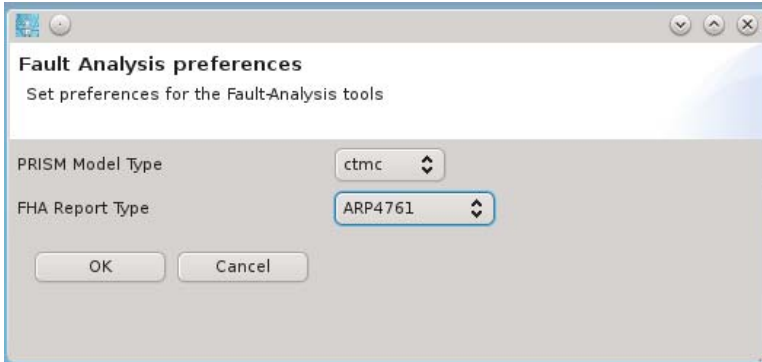 Fault Analysis preferences
Set preferences for the Fault-Analysis tools
PRISM Model Type
ctmc
FHA Report Type
ARP4761
OK
Cancel